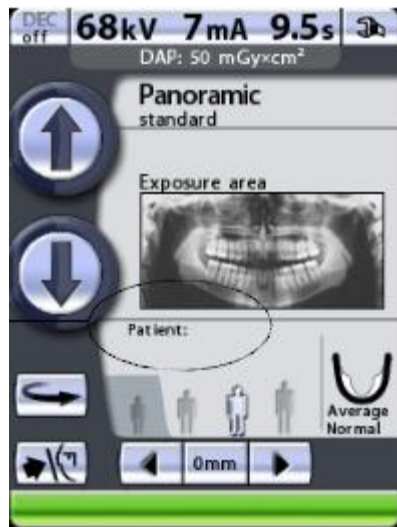 DEC
off
68kV 7mA 9.5s
DAP: 50 mGy×cm²
Panoramic
standard
Exposure area
Patient:
Average
Normal
0mm